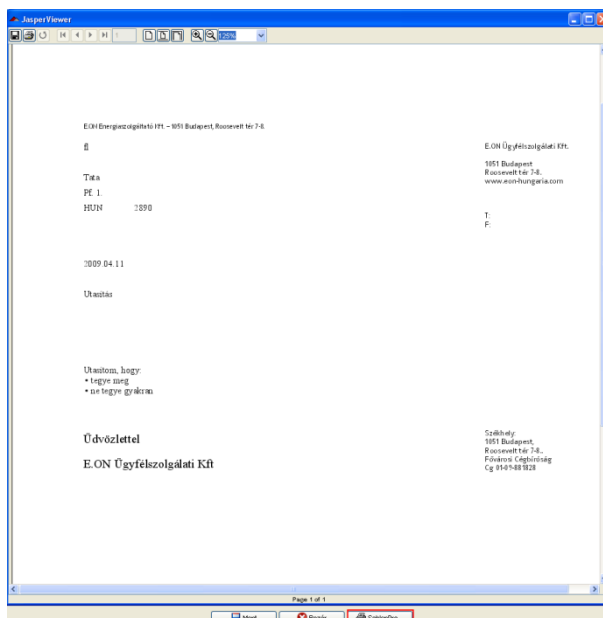 JasperViewer
1
125%
E.ON Energiaszolgáltató Kft. – 1051 Budapest, Roosevelt tér 7-8.
fl
E.ON Ügyfélszolgálati Kft.
1051 Budapest
Roosevelt tér 7-8.
www.eon-hungaria.com
Tata
Pf. 1.
HUN 2890
T:
F:
2009.04.11
Utasítás
Utasítom, hogy:
• tegye meg
• ne tegye gyakran
Üdvözlettel
E.ON Ügyfélszolgálati Kft
Székhely:
1051 Budapest,
Roosevelt tér 7-8..
Fővárosi Cégbíróság
Cg 01-09-881828
Page 1 of 1